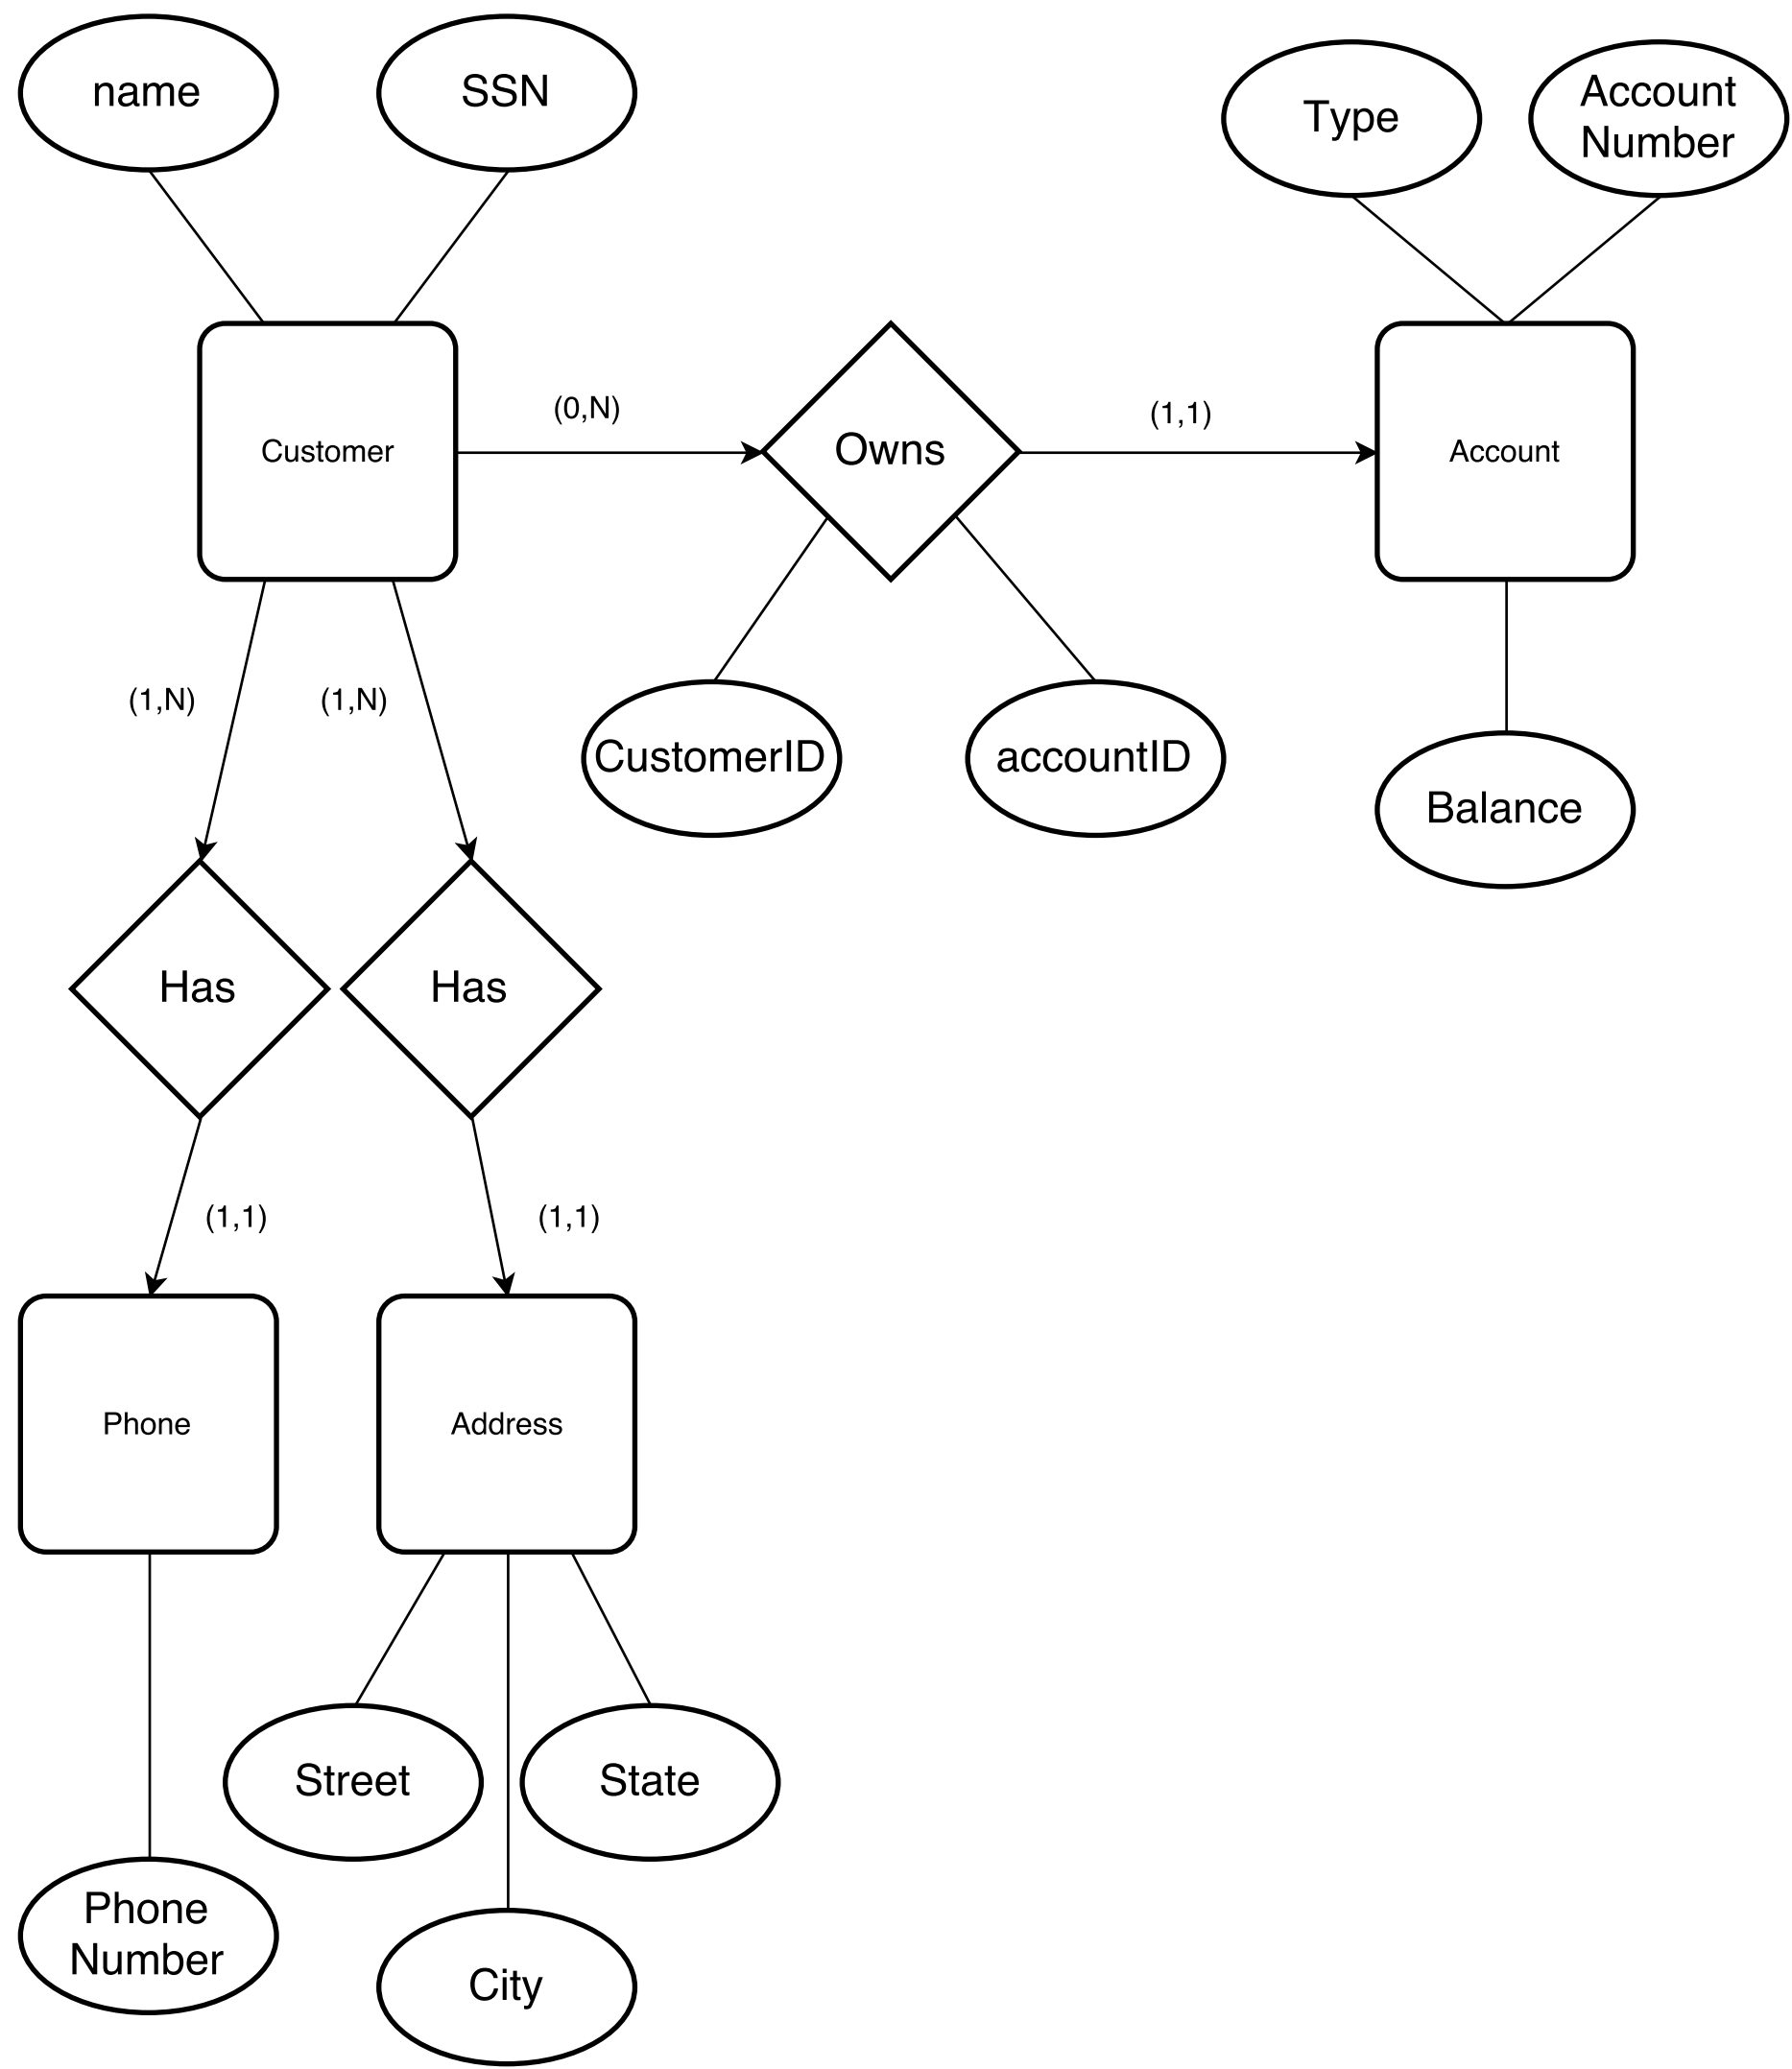 name
SSN
Type
Account
Number
(0,N)
(1,1)
Customer
Owns
Account
(1,N)
(1,N)
CustomerID
accountID
Balance
Has
Has
(1,1)
(1,1)
Phone
Address
Street
State
Phone
Number
City